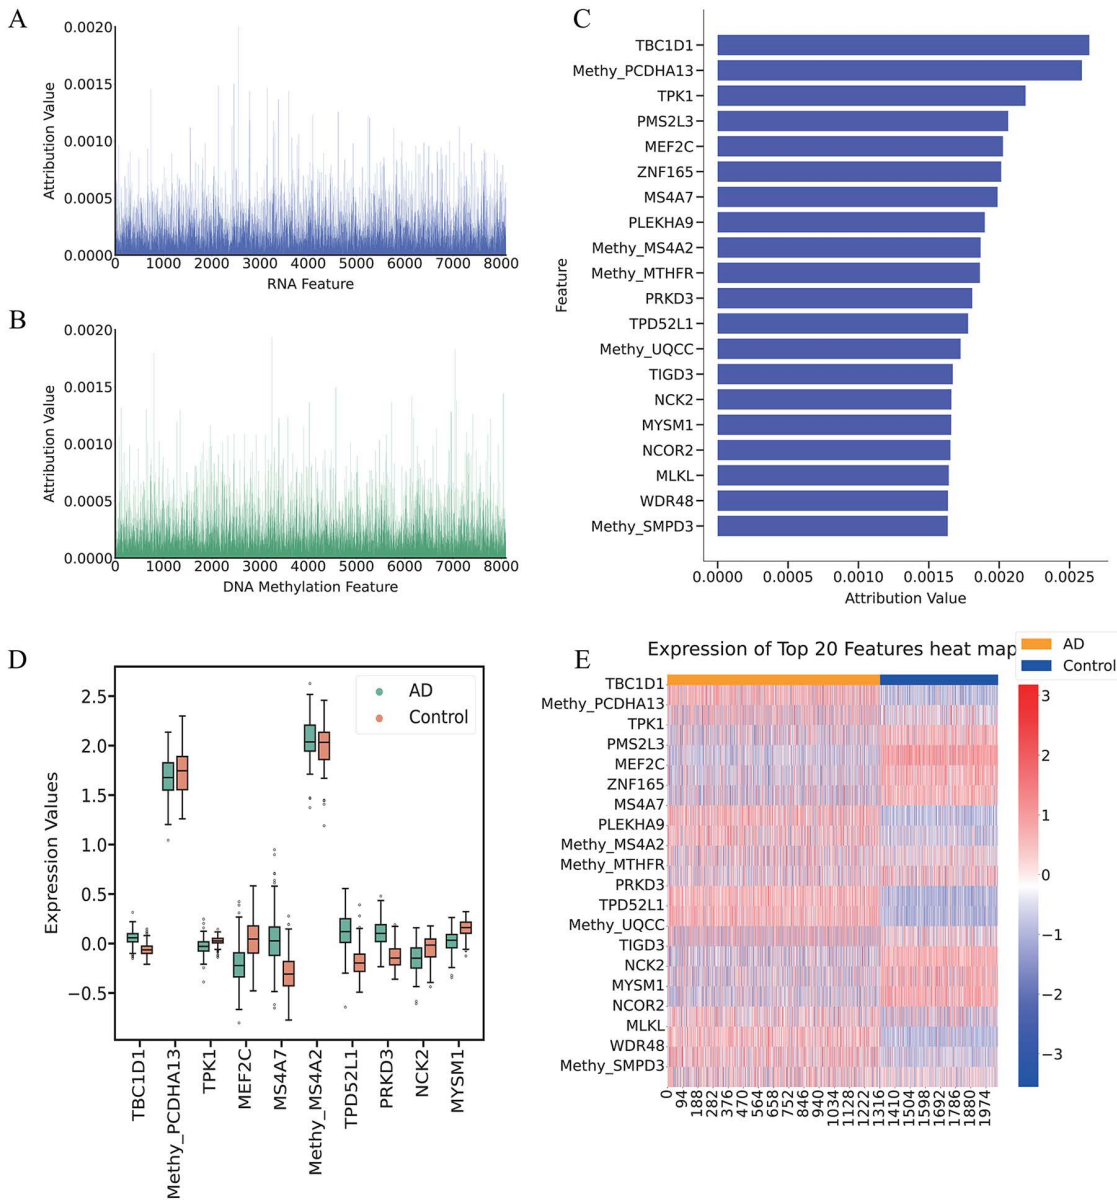 A
0.0020
0.0015
0.0010
0.0005
0.0000
Attribution Value
0 1000 2000 3000 4000 5000 6000 7000 8000
RNA Feature
B
0.0020
0.0015
0.0010
0.0005
0.0000
Attribution Value
0 1000 2000 3000 4000 5000 6000 7000 8000
DNA Methylation Feature
C
TBC1D1
Methy_PCDHA13
TPK1
PMS2L3
MEF2C
ZNF165
MS4A7
PLEKHA9
Methy_MS4A2
Methy_MTHFR
PRKD3
TPD52L1
Methy_UQCC
TIGD3
NCK2
MYSM1
NCOR2
MLKL
WDR48
Methy_SMPD3
Feature
0.0000 0.0005 0.0010 0.0015 0.0020 0.0025
Attribution Value
D
AD
Control
2.5
2.0
1.5
1.0
0.5
0.0
−0.5
Expression Values
TBC1D1
Methy_PCDHA13
TPK1
MEF2C
MS4A7
Methy_MS4A2
TPD52L1
PRKD3
NCK2
MYSM1
E
Expression of Top 20 Features heat map
AD
Control
TBC1D1
Methy_PCDHA13
TPK1
PMS2L3
MEF2C
ZNF165
MS4A7
PLEKHA9
Methy_MS4A2
Methy_MTHFR
PRKD3
TPD52L1
Methy_UQCC
TIGD3
NCK2
MYSM1
NCOR2
MLKL
WDR48
Methy_SMPD3
3
2
1
0
−1
−2
−3
0 94 188 282 376 470 564 658 752 846 940 1034 1128 1222 1316 1410 1504 1598 1692 1786 1880 1974